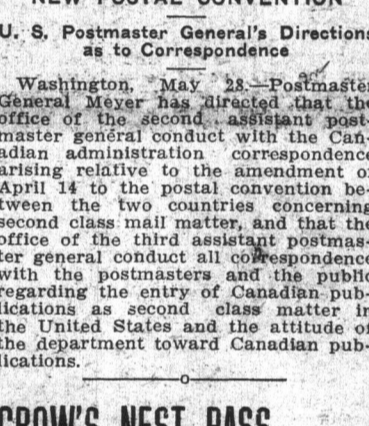 NEW POSTAL CONVENTION
U. S. Postmaster General's Directions
as to Correspondence
Washington, May 28.—Postmaster
General Meyer has directed that the
office of the second assistant post-
master general conduct with the Can-
adian administration correspondence
arising relative to the amendment of
April 14 to the postal convention be-
tween the two countries concerning
second class mail matter, and that the
office of the third assistant postmas-
ter general conduct all correspondence
with the postmasters and the public
regarding the entry of Canadian pub-
lications as second class matter in
the United States and the attitude of
the department toward Canadian pub-
lications.
CROW'S NEST PASS